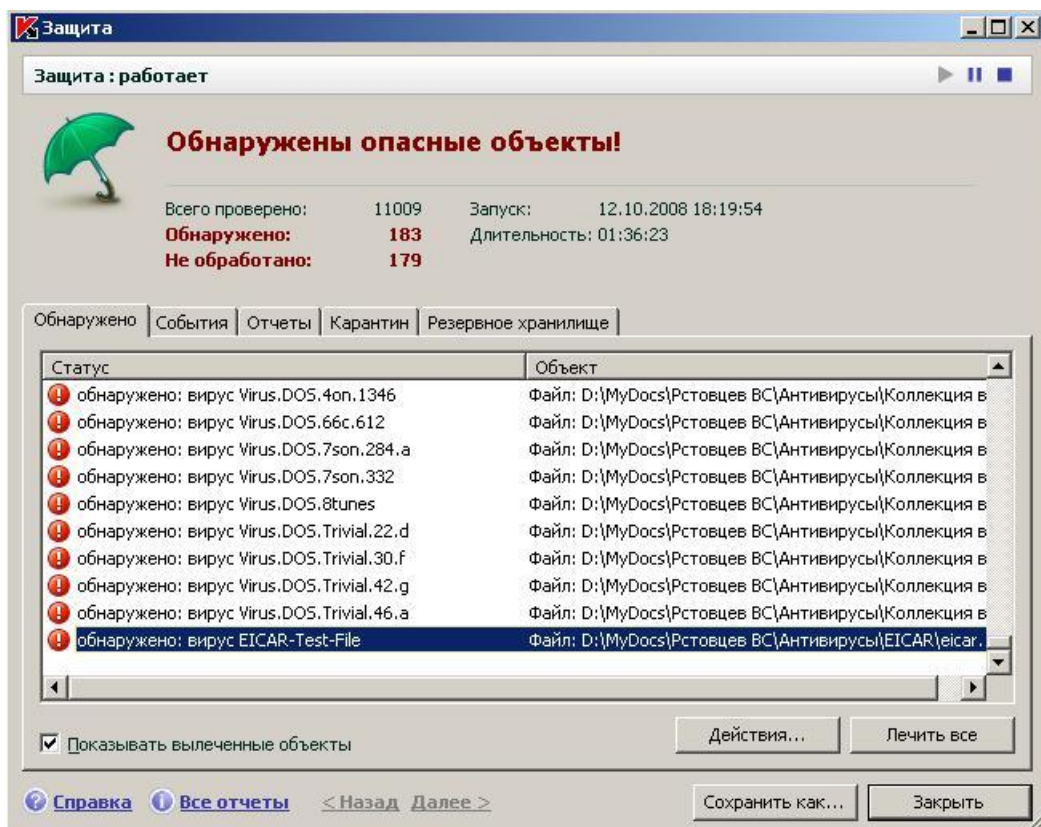 Защита
Защита : работает
Обнаружены опасные объекты!
Всего проверено: 11009 Запуск: 12.10.2008 18:19:54
Обнаружено: 183 Длительность: 01:36:23
Не обработано: 179
Обнаружено События Отчеты Карантин Резервное хранилище
Статус Объект
обнаружено: вирус Virus.DOS.4on.1346 Файл: D:\MyDocs\Рстовцев ВС\Антивирусы\Коллекция в
обнаружено: вирус Virus.DOS.66c.612 Файл: D:\MyDocs\Рстовцев ВС\Антивирусы\Коллекция в
обнаружено: вирус Virus.DOS.7son.284.a Файл: D:\MyDocs\Рстовцев ВС\Антивирусы\Коллекция в
обнаружено: вирус Virus.DOS.7son.332 Файл: D:\MyDocs\Рстовцев ВС\Антивирусы\Коллекция в
обнаружено: вирус Virus.DOS.8tunes Файл: D:\MyDocs\Рстовцев ВС\Антивирусы\Коллекция в
обнаружено: вирус Virus.DOS.Trivial.22.d Файл: D:\MyDocs\Рстовцев ВС\Антивирусы\Коллекция в
обнаружено: вирус Virus.DOS.Trivial.30.f Файл: D:\MyDocs\Рстовцев ВС\Антивирусы\Коллекция в
обнаружено: вирус Virus.DOS.Trivial.42.g Файл: D:\MyDocs\Рстовцев ВС\Антивирусы\Коллекция в
обнаружено: вирус Virus.DOS.Trivial.46.a Файл: D:\MyDocs\Рстовцев ВС\Антивирусы\Коллекция в
обнаружено: вирус EICAR-Test-File Файл: D:\MyDocs\Рстовцев ВС\Антивирусы\EICAR\eicar.
Показывать вылеченные объекты Действия... Лечить все
Справка Все отчеты < Назад Далее > Сохранить как... Закрыть